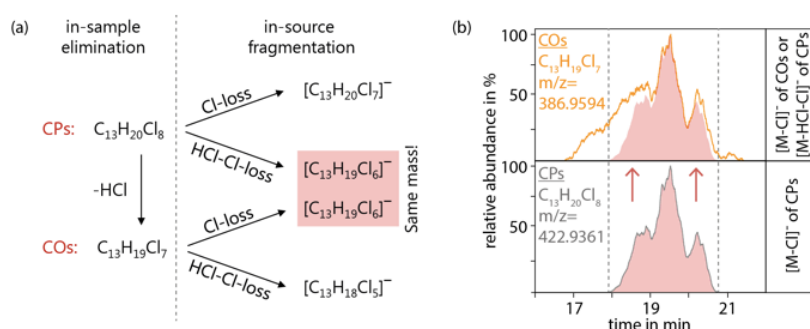 (a)
in-sample
elimination
in-source
fragmentation
CPs: C₁₃H₂₀Cl₈
-HCl
COs: C₁₃H₁₉Cl₇
Cl-loss
HCl-Cl-loss
Cl-loss
HCl-Cl-loss
[C₁₃H₂₀Cl₇]⁻
[C₁₃H₁₉Cl₆]⁻
[C₁₃H₁₉Cl₆]⁻
[C₁₃H₁₈Cl₅]⁻
Same mass!
(b)
relative abundance in %
100
50
COs
C₁₃H₁₉Cl₇
m/z=
386.9594
[M-Cl]⁻ of COs or
[M-HCl-Cl]⁻ of CPs
100
50
CPs
C₁₃H₂₀Cl₈
m/z=
422.9361
[M-Cl]⁻ of CPs
17
19
21
time in min